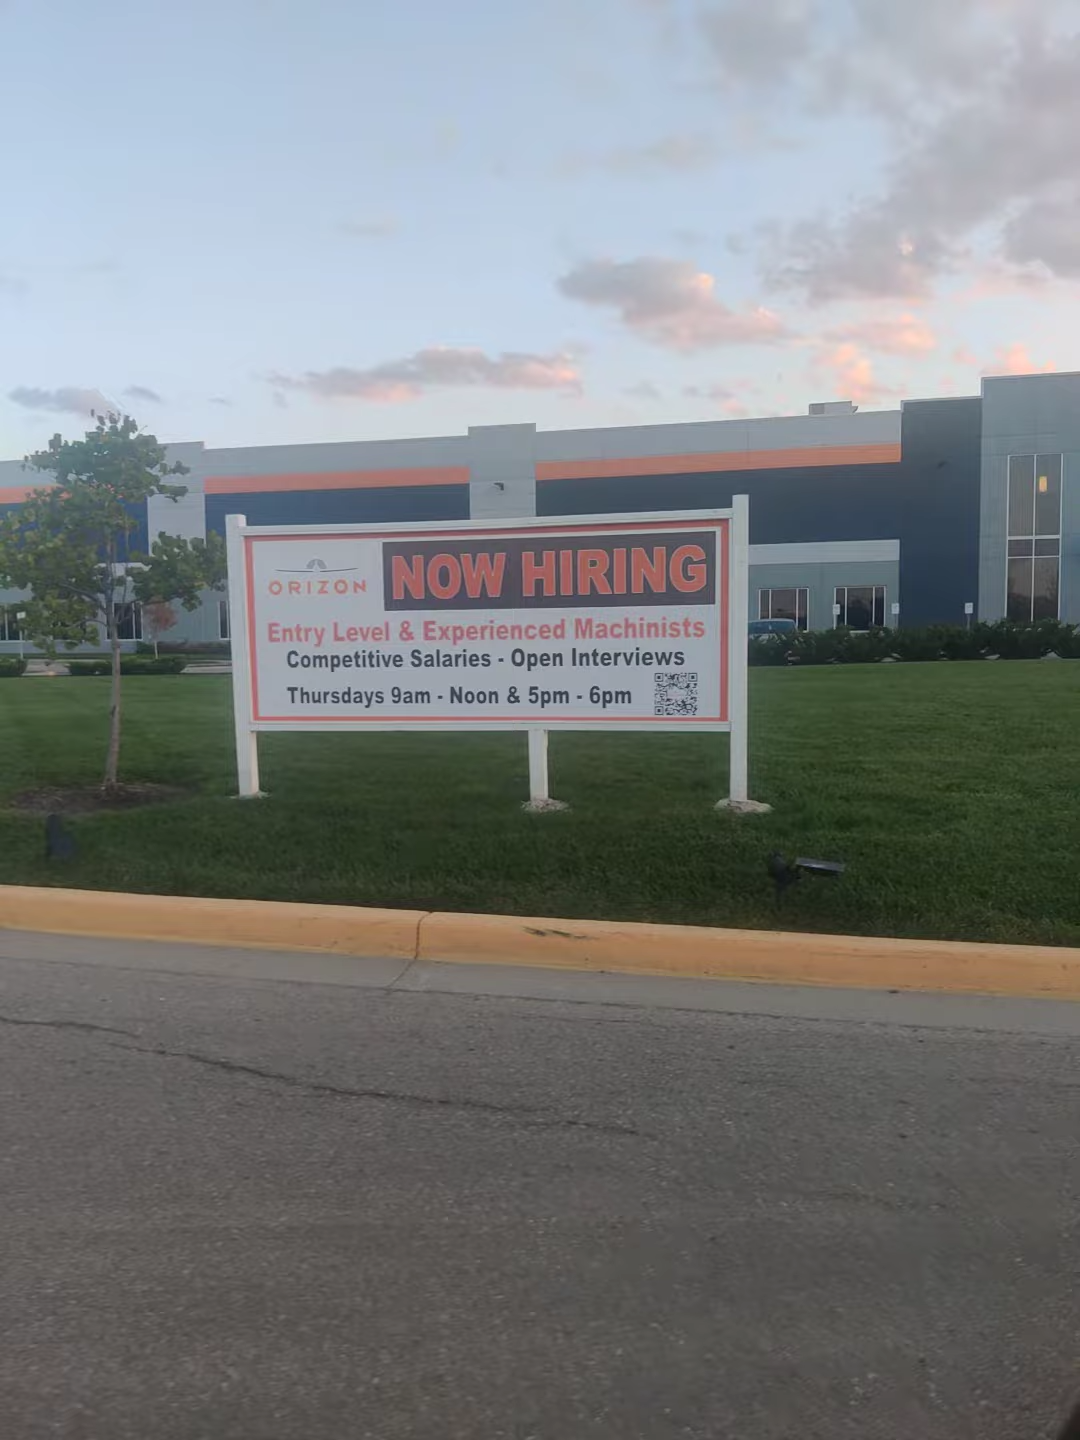 ORIZON
NOW HIRING
Entry Level & Experienced Machinists
Competitive Salaries - Open Interviews
Thursdays 9am - Noon & 5pm - 6pm